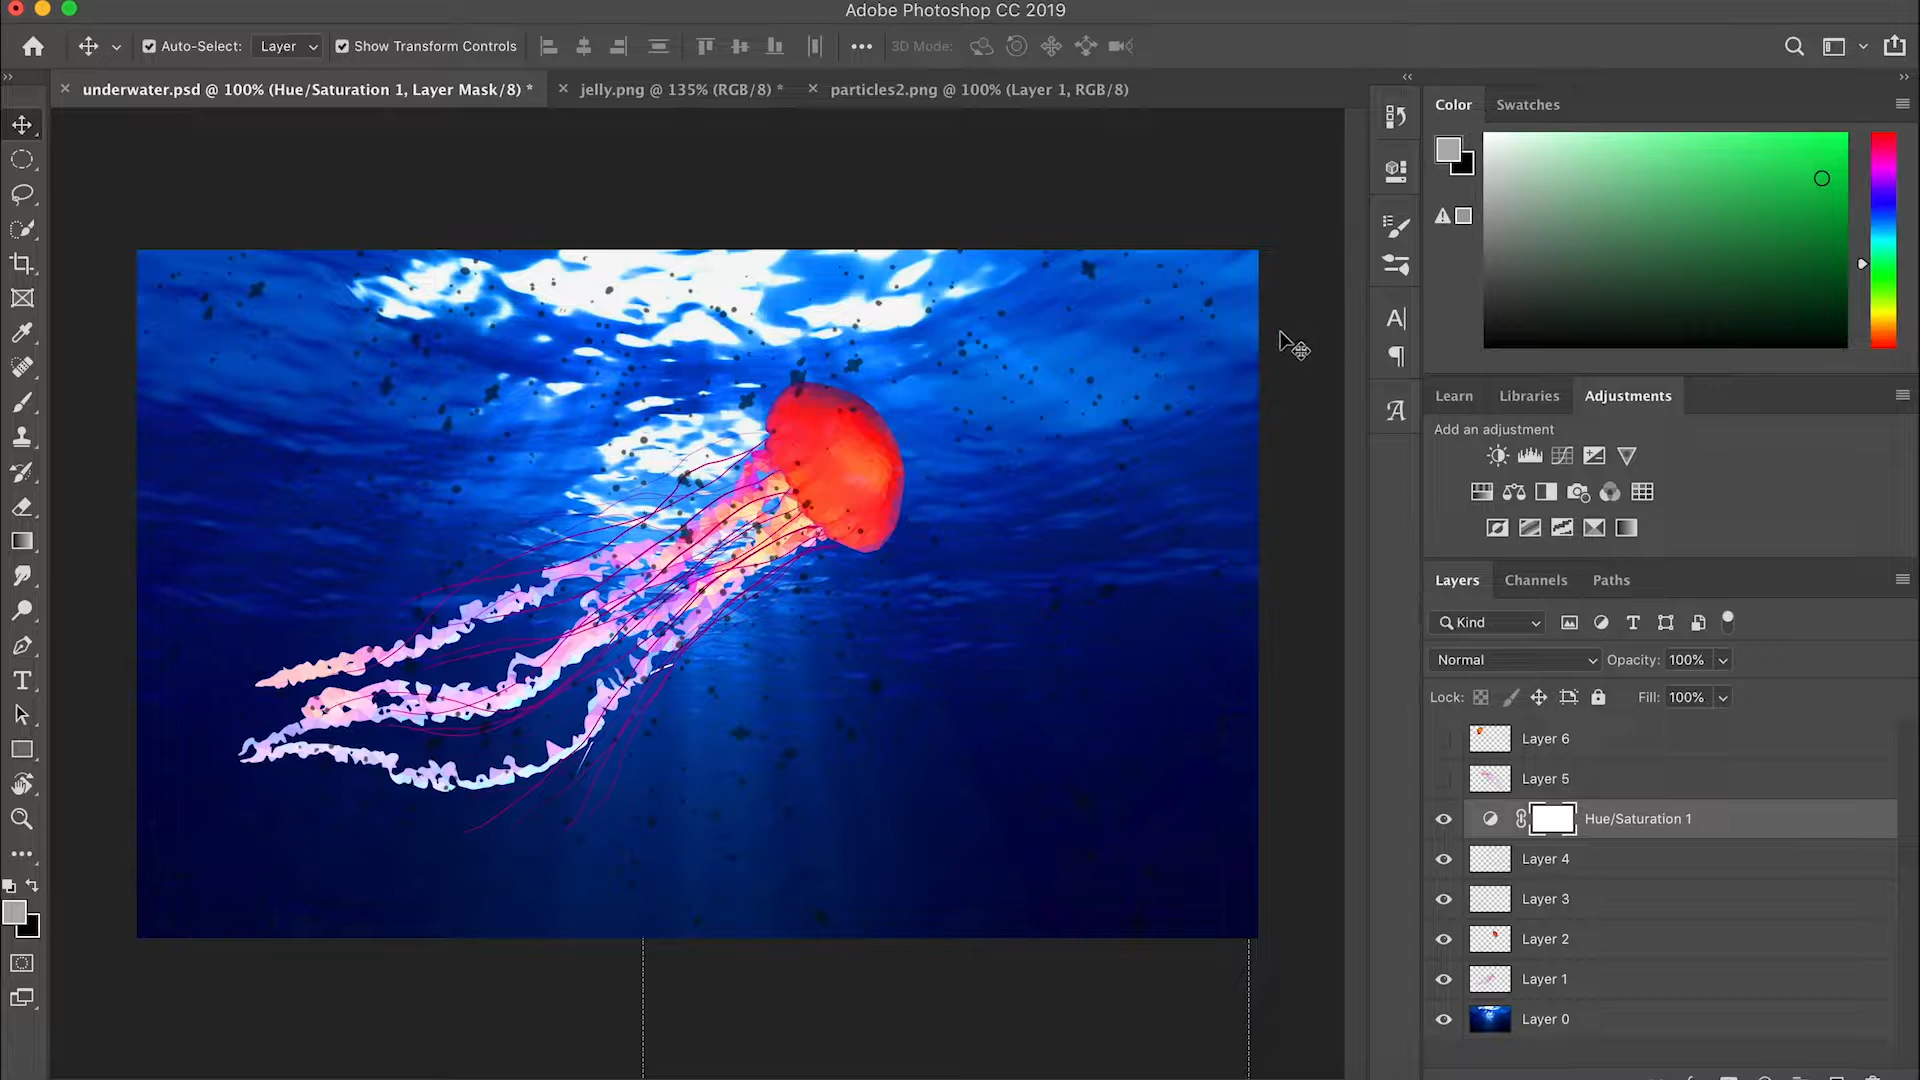 Adobe Photoshop CC 2019
Auto-Select: Layer Show Transform Controls 3D Mode:
underwater.psd @ 100% (Hue/Saturation 1, Layer Mask/8) * jelly.png @ 135% (RGB/8) * particles2.png @ 100% (Layer 1, RGB/8)
Color Swatches
Learn Libraries Adjustments
Add an adjustment
Layers Channels Paths
Kind
Normal Opacity: 100%
Lock: Fill: 100%
Layer 6
Layer 5
Hue/Saturation 1
Layer 4
Layer 3
Layer 2
Layer 1
Layer 0